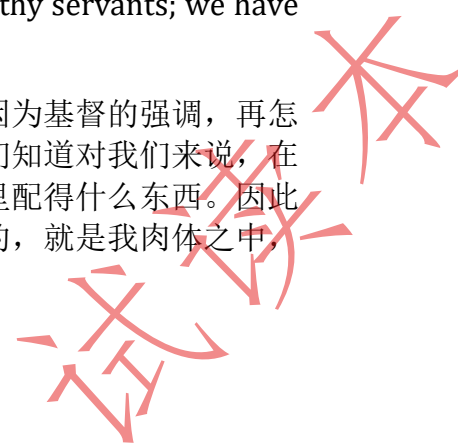 thy servants; we have
因为基督的强调，再怎
们知道对我们来说，在
里配得什么东西。因此
的，就是我肉体之中，
试读本